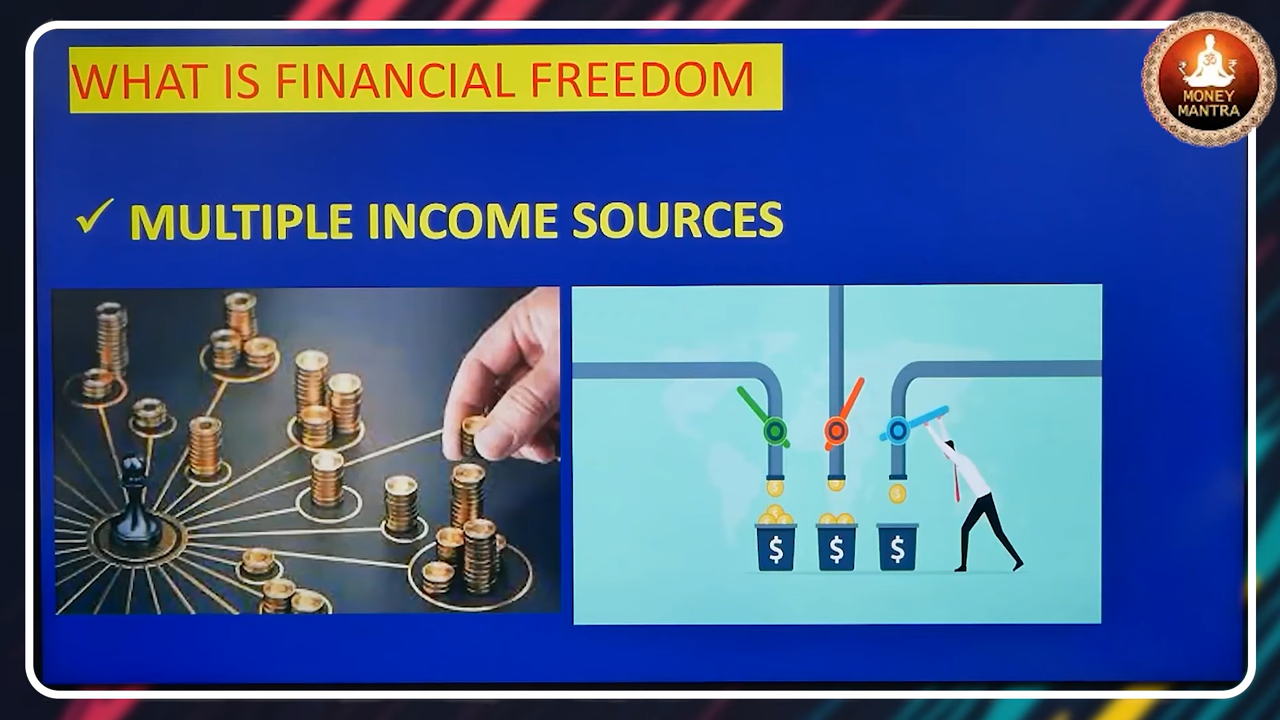 WHAT IS FINANCIAL FREEDOM
✓ MULTIPLE INCOME SOURCES
$ $ $
ॐ
₹ ₹
MONEY
MANTRA